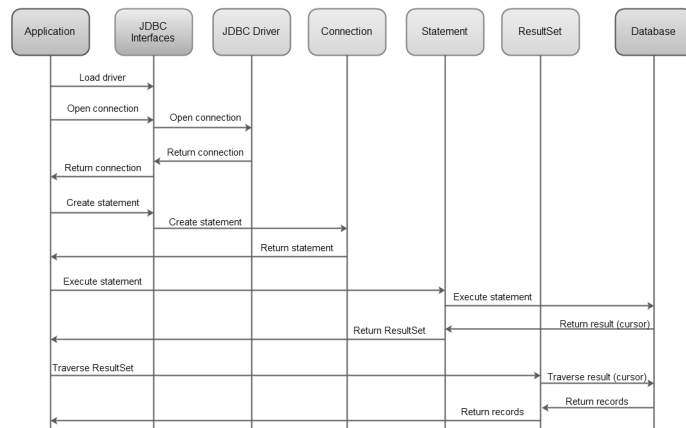 Application
JDBC
Interfaces
JDBC Driver
Connection
Statement
ResultSet
Database
Load driver
Open connection
Open connection
Return connection
Return connection
Create statement
Create statement
Return statement
Execute statement
Execute statement
Return result (cursor)
Return ResultSet
Traverse ResultSet
Traverse result (cursor)
Return records
Return records